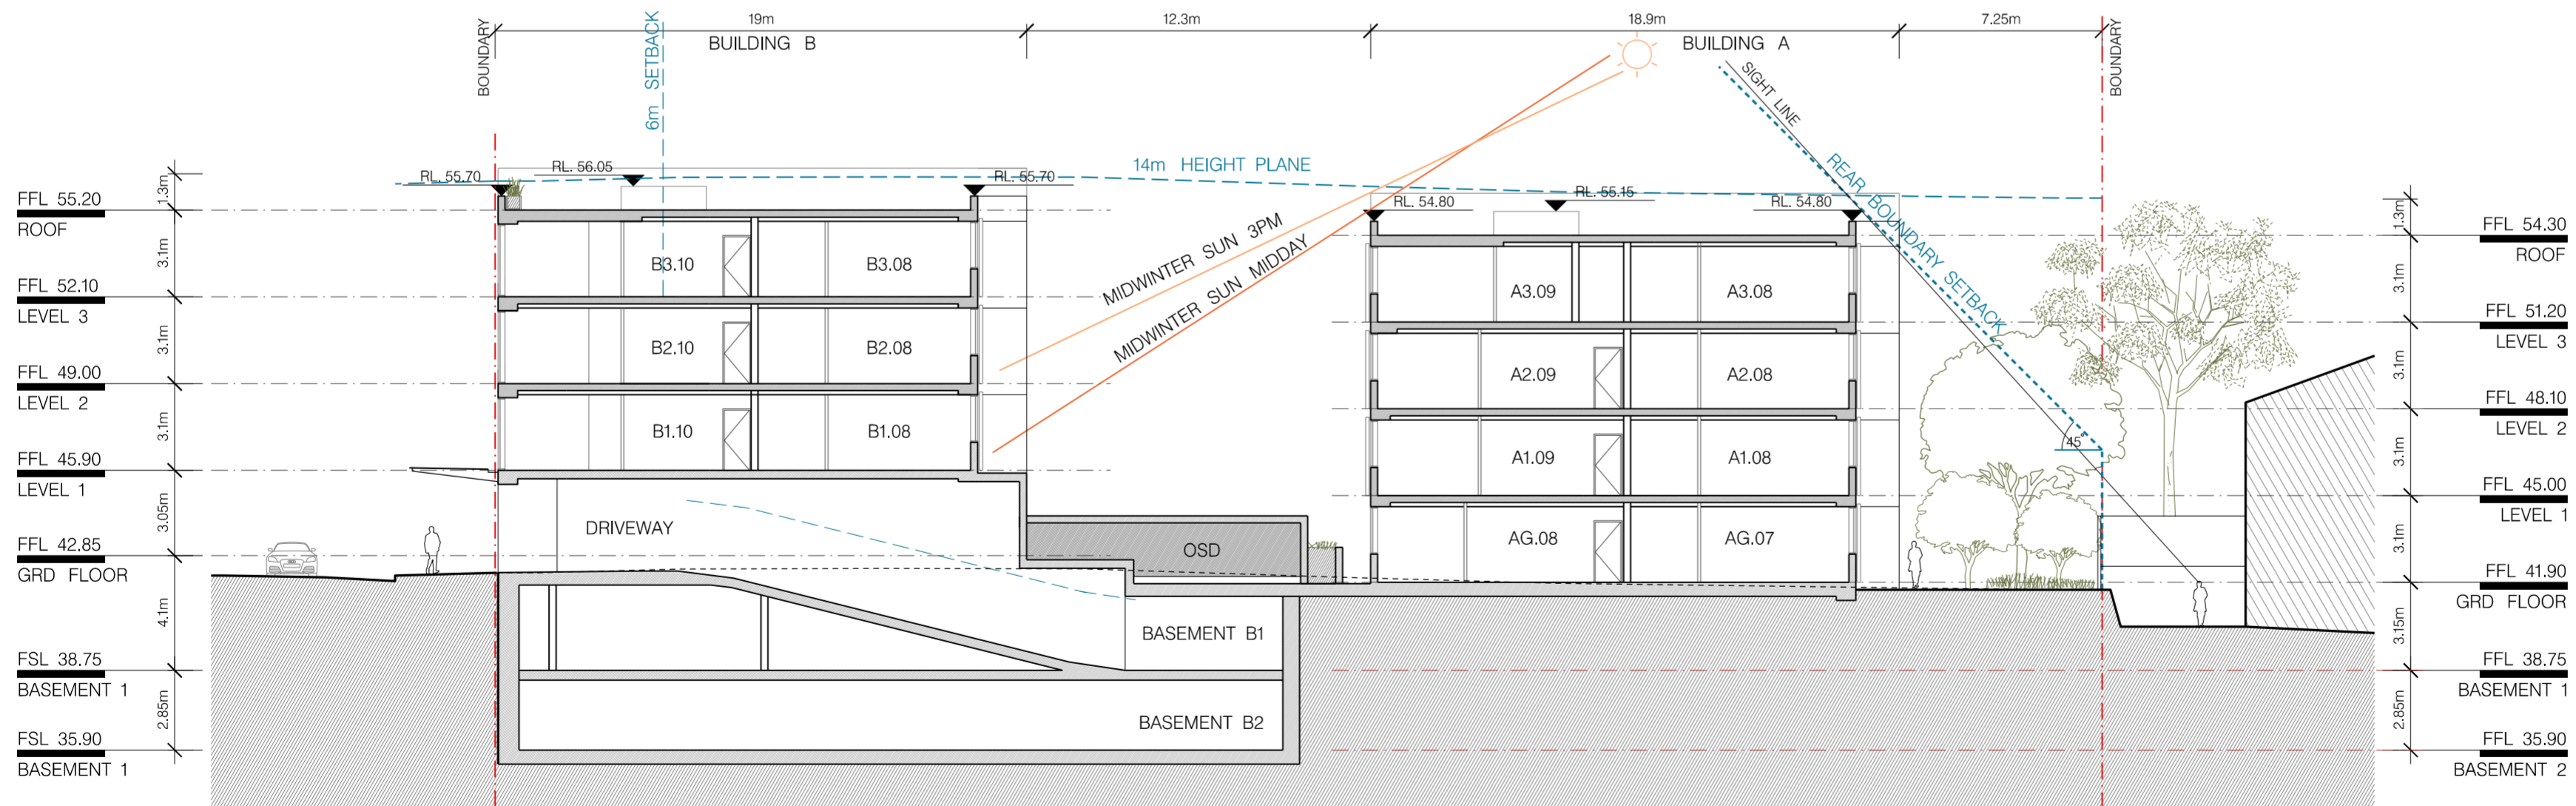 19m
12.3m
18.9m
7.25m
BOUNDARY
BUILDING B
6m SETBACK
BUILDING A
BOUNDARY
SIGHT LINE
REAR BOUNDARY SETBACK
14m HEIGHT PLANE
MIDWINTER SUN 3PM
MIDWINTER SUN MIDDAY
RL. 55.70
RL. 56.05
RL. 55.70
RL. 54.80
RL. 55.15
RL. 54.80
1.3m
FFL 55.20
ROOF
3.1m
FFL 52.10
LEVEL 3
3.1m
FFL 49.00
LEVEL 2
3.1m
FFL 45.90
LEVEL 1
3.05m
FFL 42.85
GRD FLOOR
4.1m
FSL 38.75
BASEMENT 1
2.85m
FSL 35.90
BASEMENT 1
B3.10
B3.08
B2.10
B2.08
B1.10
B1.08
DRIVEWAY
OSD
BASEMENT B1
BASEMENT B2
A3.09
A3.08
A2.09
A2.08
A1.09
A1.08
AG.08
AG.07
45°
1.3m
FFL 54.30
ROOF
3.1m
FFL 51.20
LEVEL 3
3.1m
FFL 48.10
LEVEL 2
3.1m
FFL 45.00
LEVEL 1
3.1m
FFL 41.90
GRD FLOOR
3.15m
FFL 38.75
BASEMENT 1
2.85m
FFL 35.90
BASEMENT 2